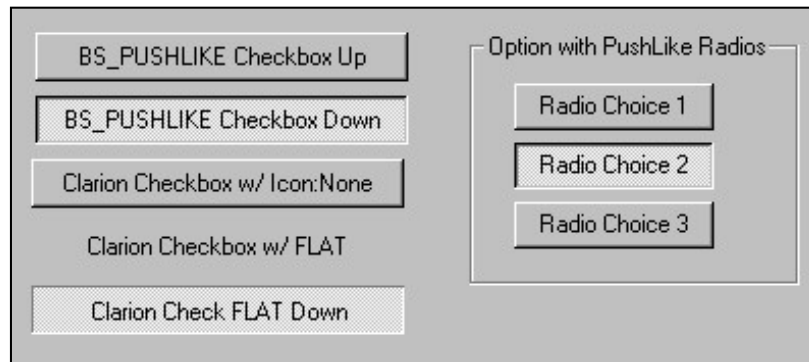 BS_PUSHLIKE Checkbox Up
BS_PUSHLIKE Checkbox Down
Clarion Checkbox w/ Icon:None
Clarion Checkbox w/ FLAT
Clarion Check FLAT Down
Option with PushLike Radios
Radio Choice 1
Radio Choice 2
Radio Choice 3